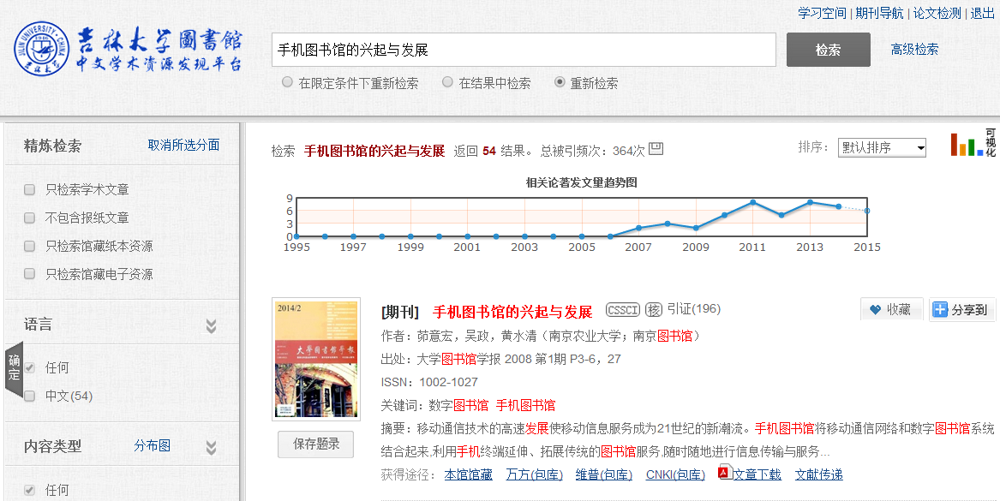 学习空间 | 期刊导航 | 论文检测 | 退出
JILIN UNIVERSITY·CHINA
1946
吉林大学
吉林大学圖書館
中文学术资源发现平台
手机图书馆的兴起与发展
检索
高级检索
在限定条件下重新检索 在结果中检索 重新检索
精炼检索 取消所选分面
只检索学术文章
不包含报纸文章
只检索馆藏纸本资源
只检索馆藏电子资源
语言
确定
任何
中文(54)
内容类型 分布图
任何
检索 手机图书馆的兴起与发展 返回 54 结果。 总被引频次：364次
排序： 默认排序
可视化
相关论著发文量趋势图
9
6
3
0
1995 1997 1999 2001 2003 2005 2007 2009 2011 2013 2015
2014/2
大學圖書館學報
保存题录
[期刊] 手机图书馆的兴起与发展 CSSCI 核 引证(196)
收藏 分享到
作者：茆意宏，吴政，黄水清（南京农业大学；南京图书馆）
出处：大学图书馆学报 2008 第1期 P3-6，27
ISSN：1002-1027
关键词：数字图书馆 手机图书馆
摘要：移动通信技术的高速发展使移动信息服务成为21世纪的新潮流。手机图书馆将移动通信网络和数字图书馆系统
结合起来,利用手机终端延伸、拓展传统的图书馆服务,随时随地进行信息传输与服务...
获得途径： 本馆馆藏 万方(包库) 维普(包库) CNKI(包库) 文章下载 文献传递